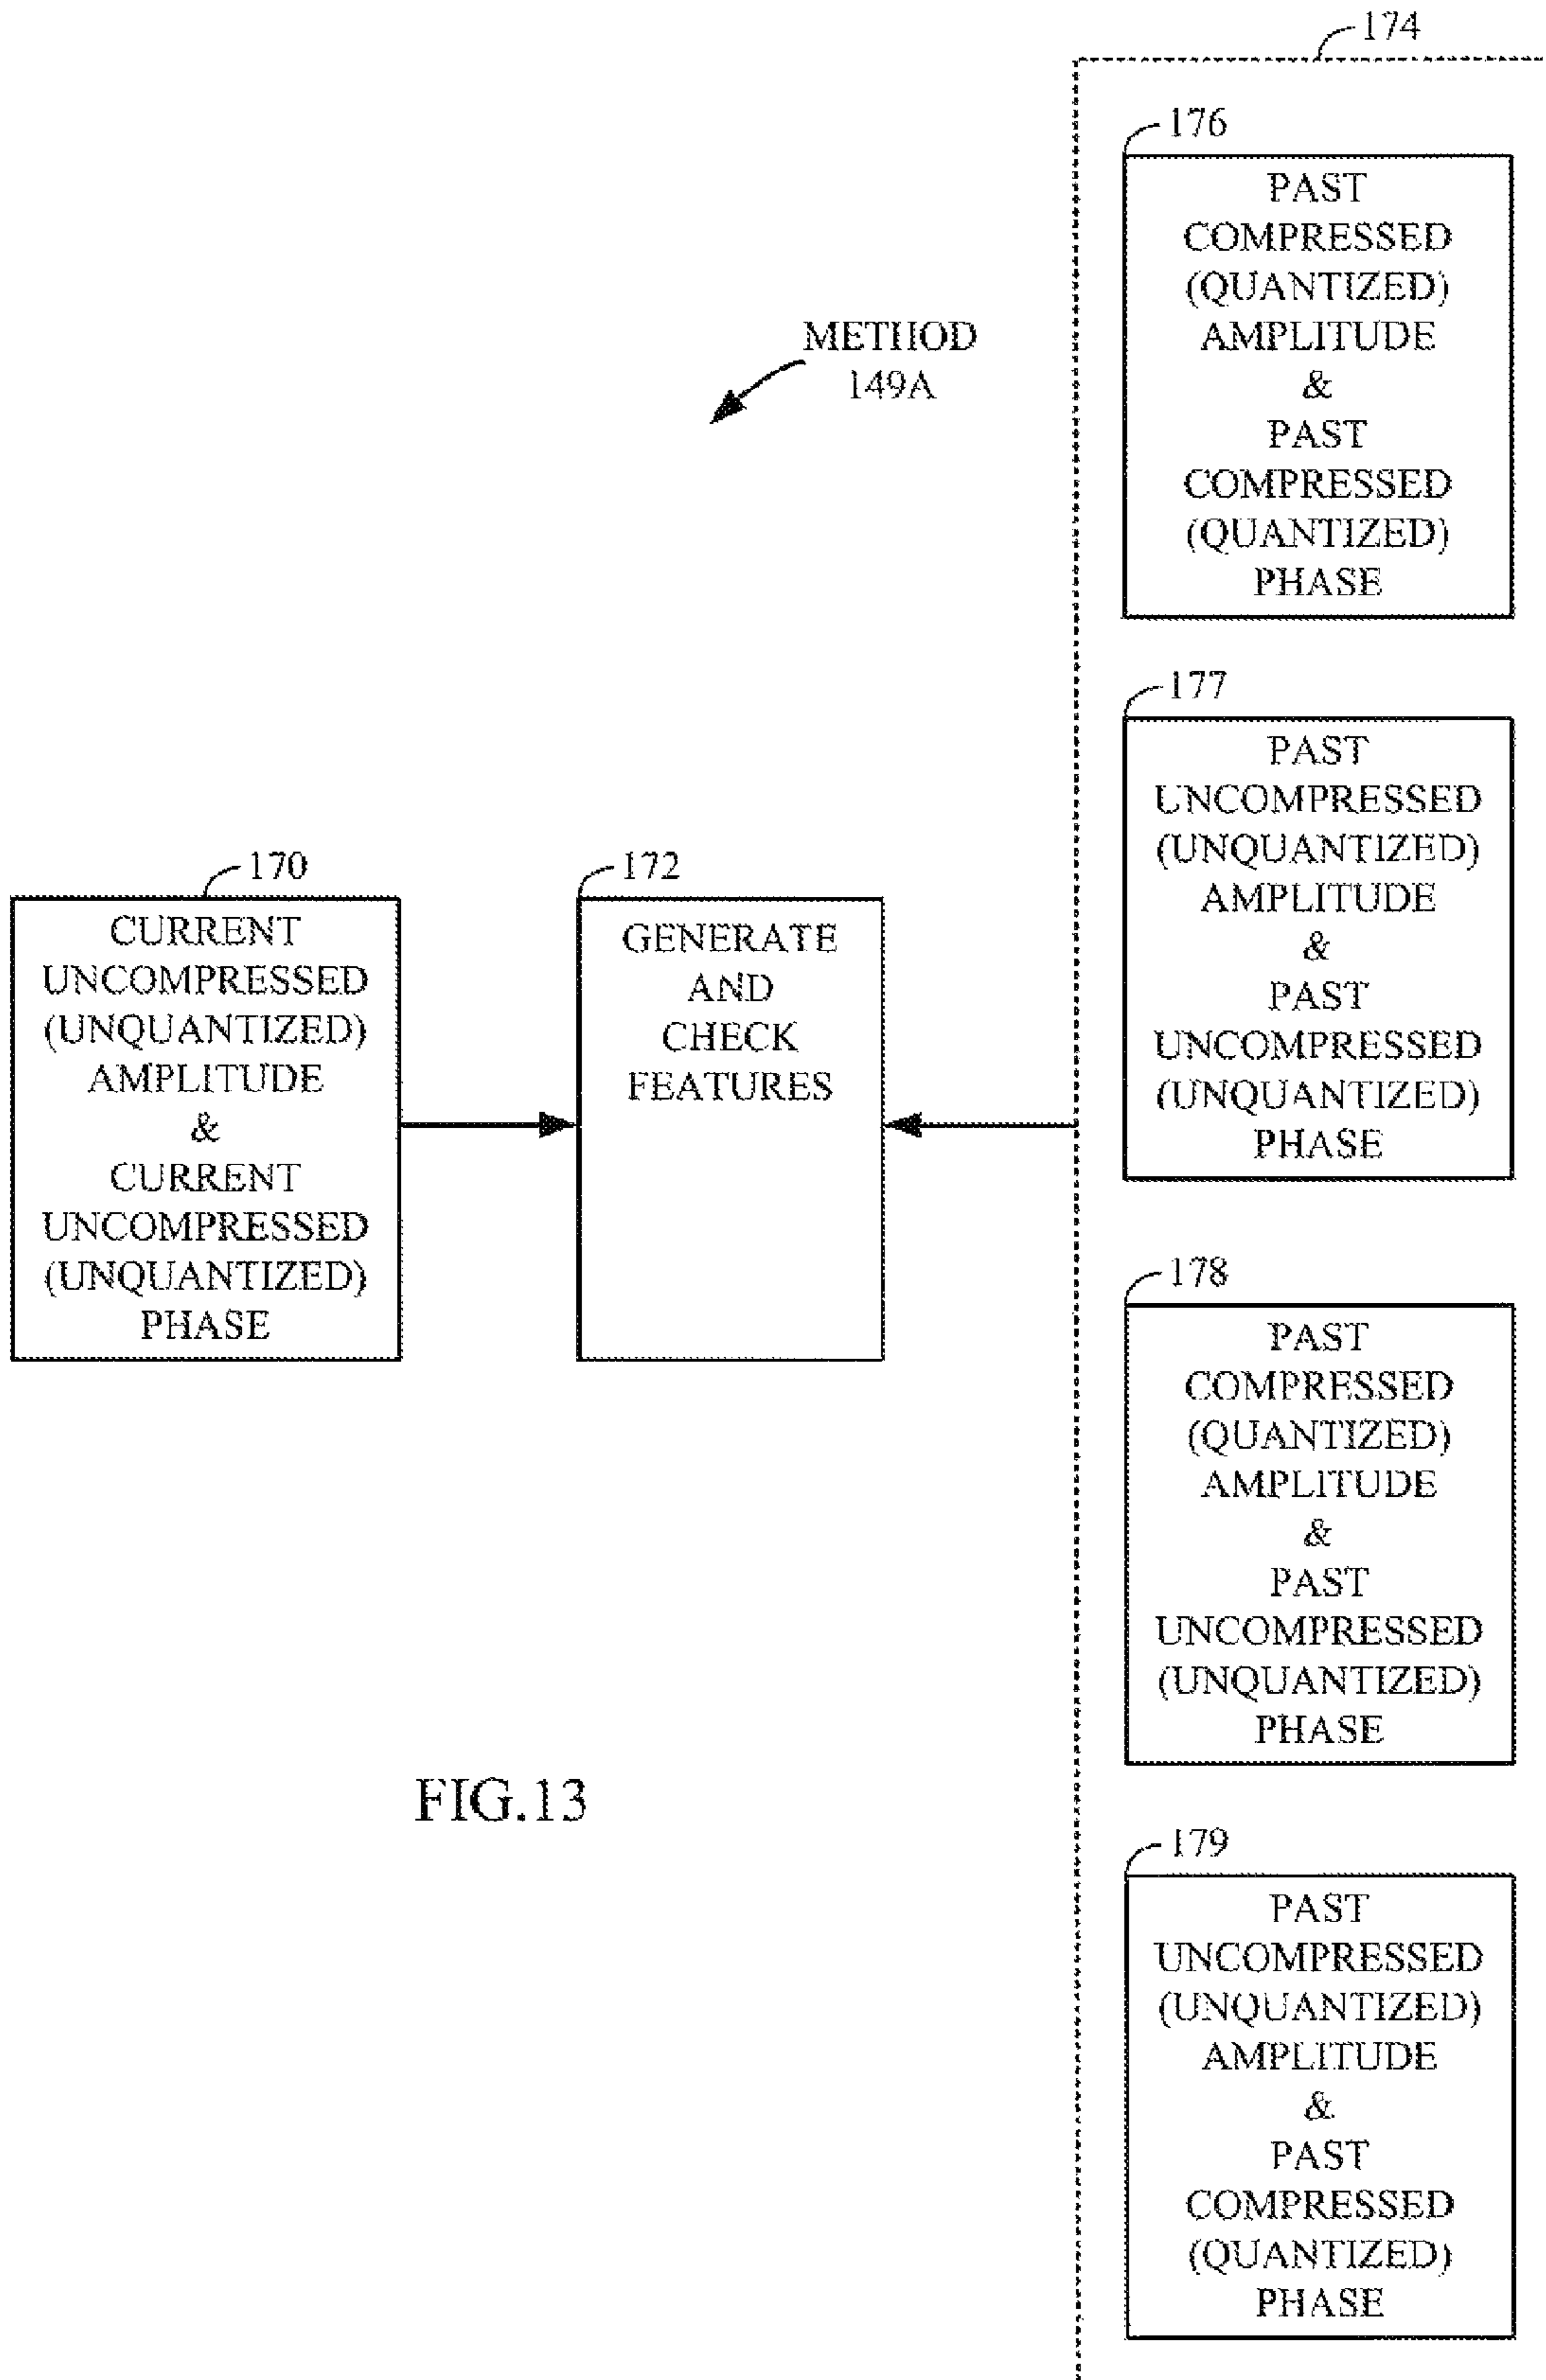 174
176
PAST
COMPRESSED
(QUANTIZED)
AMPLITUDE
&
PAST
COMPRESSED
(QUANTIZED)
PHASE
METHOD
149A
177
PAST
UNCOMPRESSED
(UNQUANTIZED)
AMPLITUDE
&
PAST
UNCOMPRESSED
(UNQUANTIZED)
PHASE
170
CURRENT
UNCOMPRESSED
(UNQUANTIZED)
AMPLITUDE
&
CURRENT
UNCOMPRESSED
(UNQUANTIZED)
PHASE
172
GENERATE
AND
CHECK
FEATURES
178
PAST
COMPRESSED
(QUANTIZED)
AMPLITUDE
&
PAST
UNCOMPRESSED
(UNQUANTIZED)
PHASE
FIG.13
179
PAST
UNCOMPRESSED
(UNQUANTIZED)
AMPLITUDE
&
PAST
COMPRESSED
(QUANTIZED)
PHASE